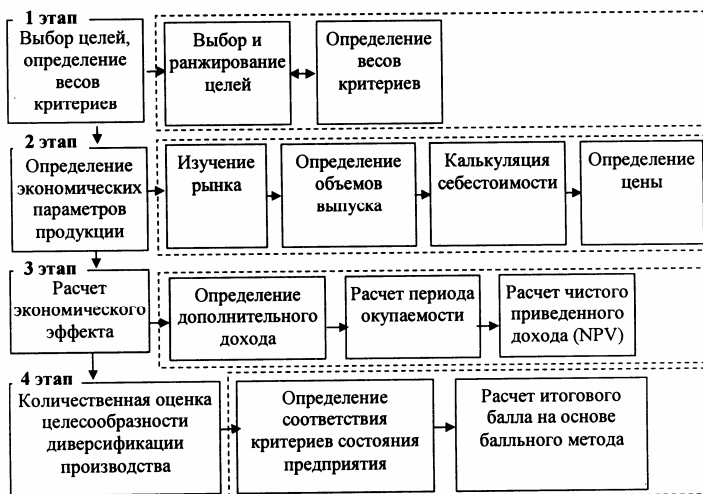 1 этап
Выбор целей,
определение
весов
критериев
Выбор и
ранжирование
целей
Определение
весов
критериев
2 этап
Определение
экономических
параметров
продукции
Изучение
рынка
Определение
объемов
выпуска
Калькуляция
себестоимости
Определение
цены
3 этап
Расчет
экономического
эффекта
Определение
дополнительного
дохода
Расчет периода
окупаемости
Расчет чистого
приведенного
дохода (NPV)
4 этап
Количественная оценка
целесообразности
диверсификации
производства
Определение
соответствия
критериев состояния
предприятия
Расчет итогового
балла на основе
балльного метода